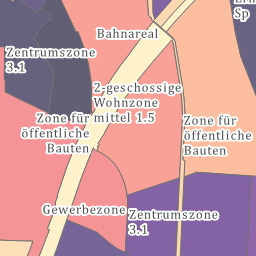 Sp
Bahnareal
Zentrumszone
3.1
2-geschossige
Wohnzone
mittel 1.5
Zone für
öffentliche
Bauten
Zone für
öffentliche
Bauten
Gewerbezone
Zentrumszone
3.1